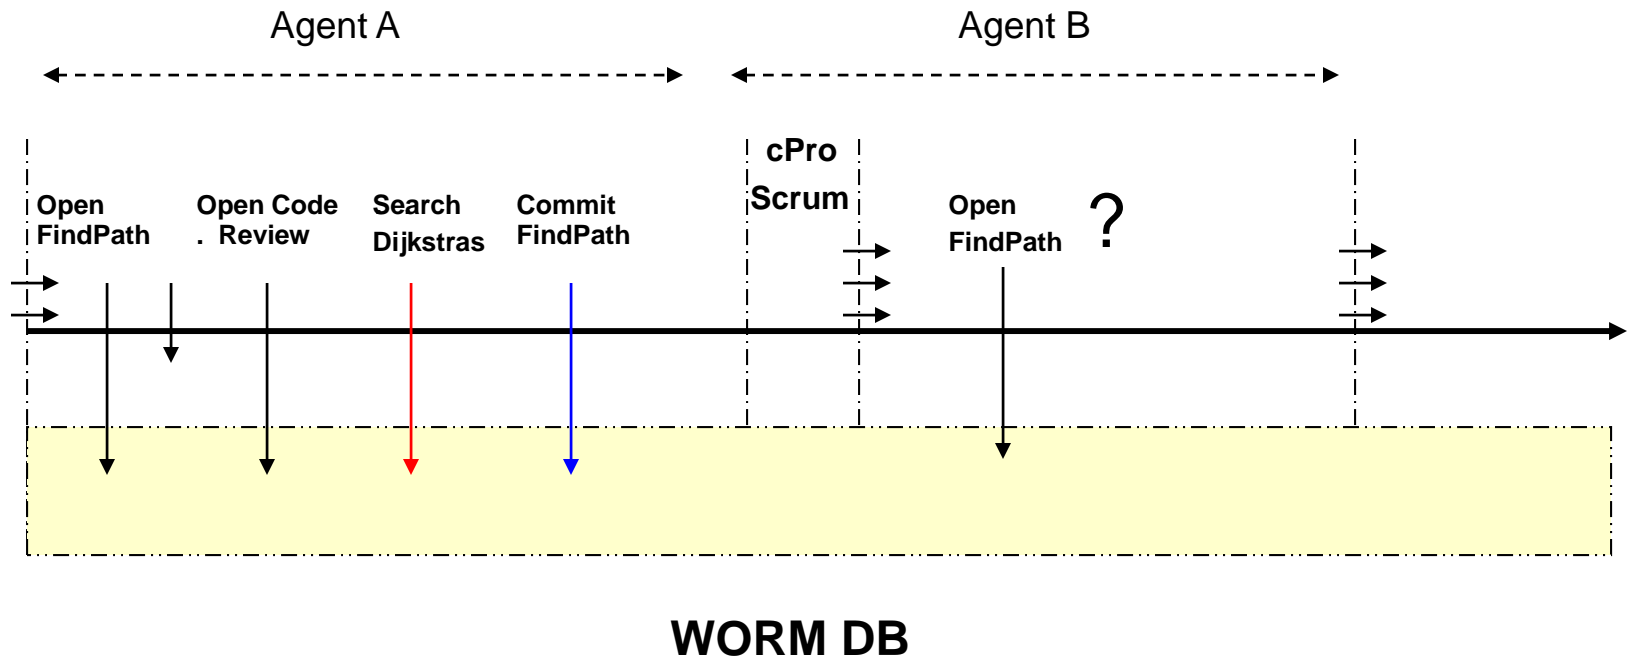 Agent A
Agent B
cPro
Scrum
Open
FindPath
Open Code
. Review
Search
Dijkstras
Commit
FindPath
Open
FindPath
?
WORM DB